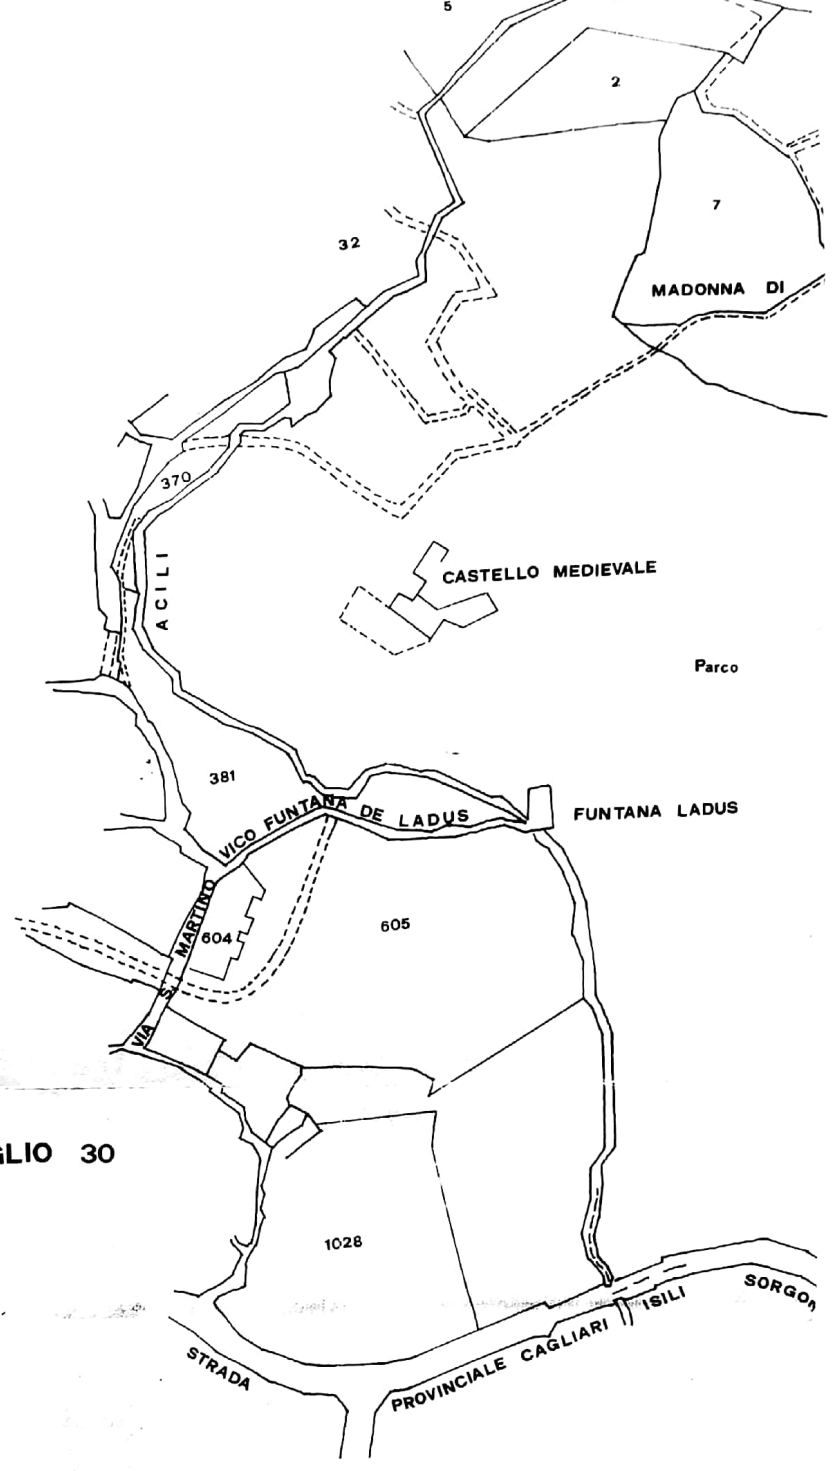 5
2
7
32
MADONNA DI
370
ACILI
CASTELLO MEDIEVALE
Parco
381
VICO FUNTANA DE LADUS
FUNTANA LADUS
604
605
VIA S. MARTINO
GLIO 30
1028
STRADA PROVINCIALE CAGLIARI ISILI SORGON